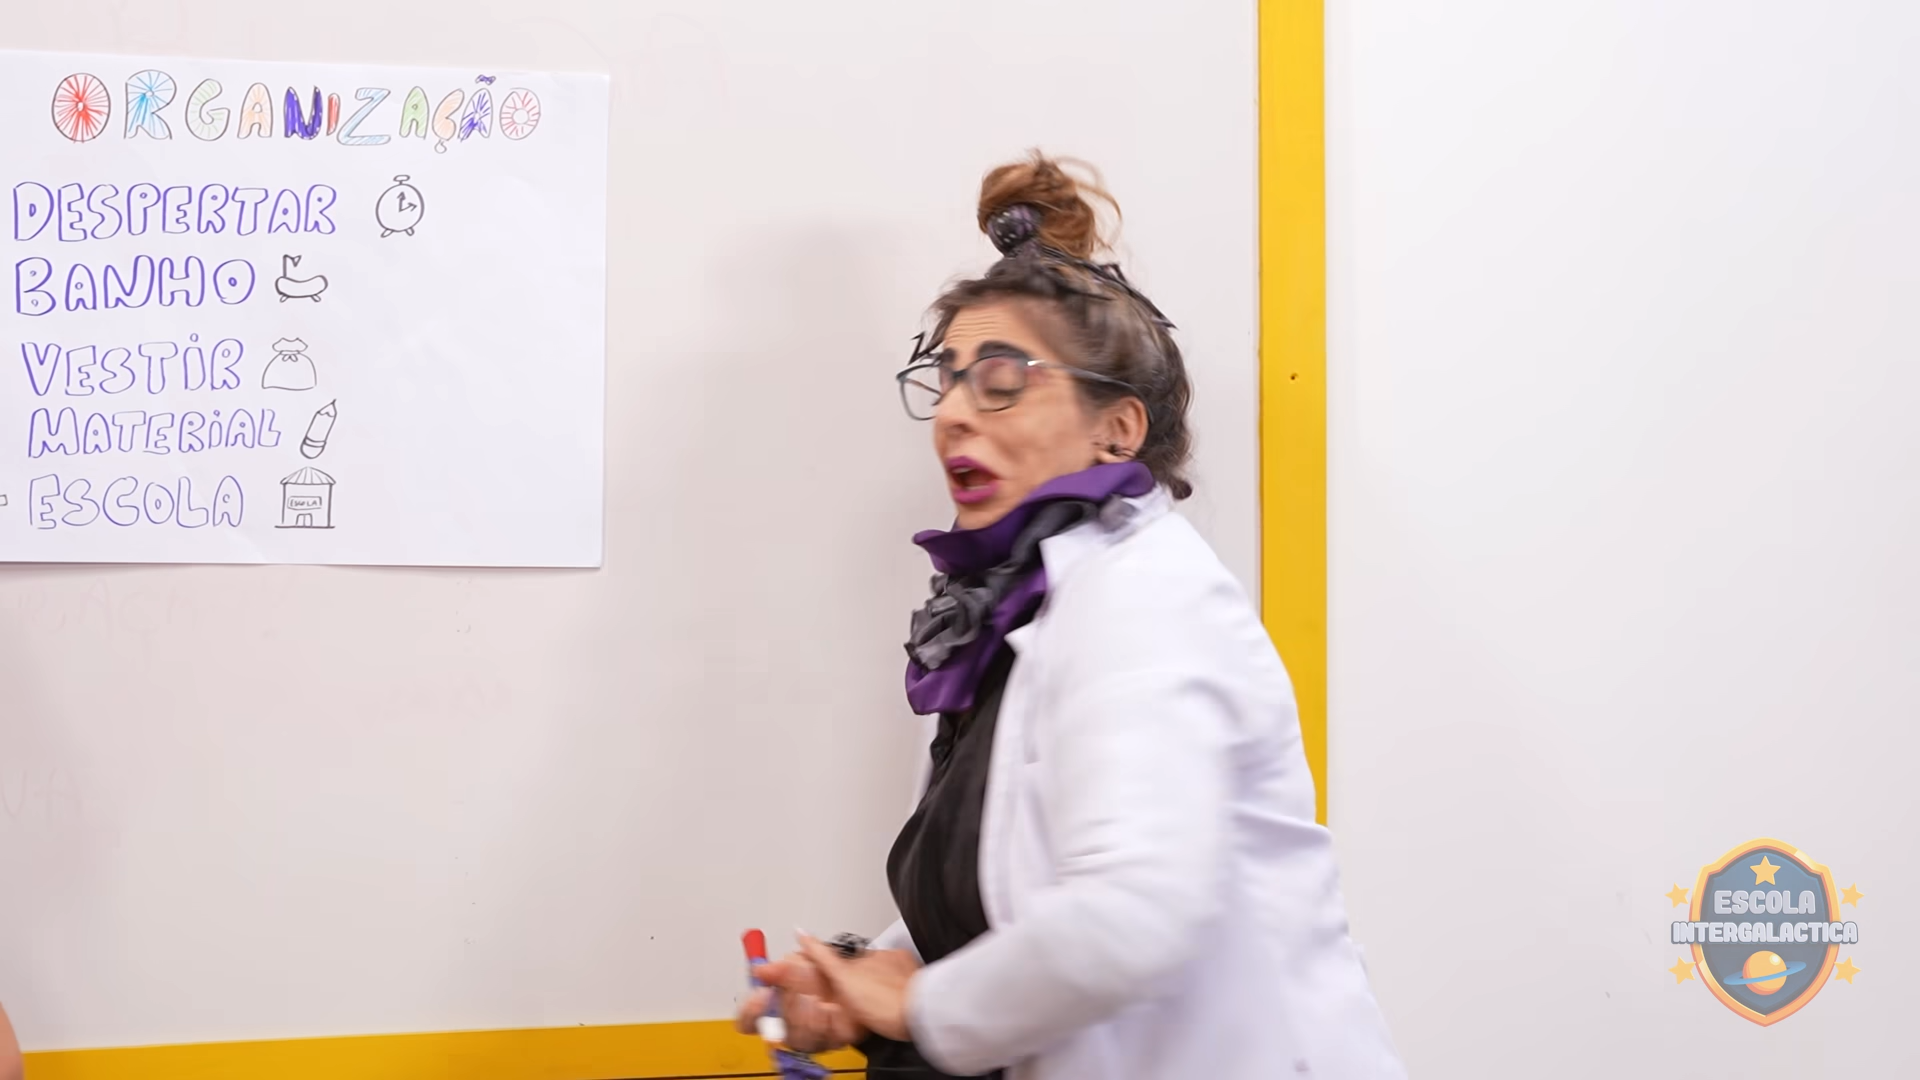 ORGANIZAÇÃO
DESPERTAR
BANHO
VESTIR
MATERIAL
ESCOLA
ESCOLA
ESCOLA
INTERGALACTICA